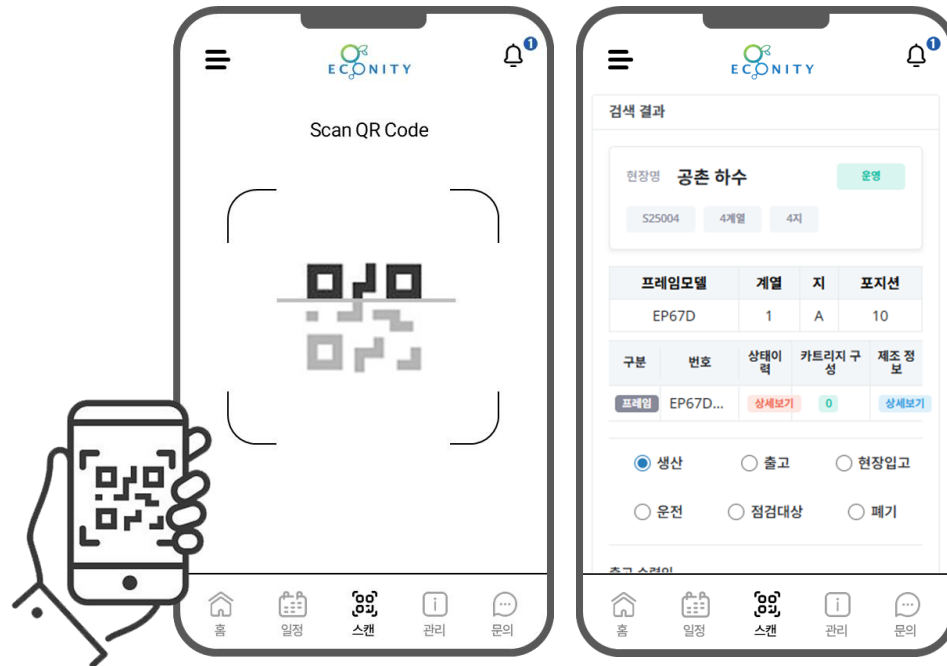 ECONITY
1
Scan QR Code
홈
일정
스캔
관리
문의
ECONITY
1
검색 결과
현장명 공촌 하수 운영
S25004 4계열 4지
프레임모델 계열 지 포지션
EP67D 1 A 10
구분 번호 상태이력 카트리지 구성 제조 정보
프레임 EP67D... 상세보기 0 상세보기
생산 출고 현장입고
운전 점검대상 폐기
홈
일정
스캔
관리
문의